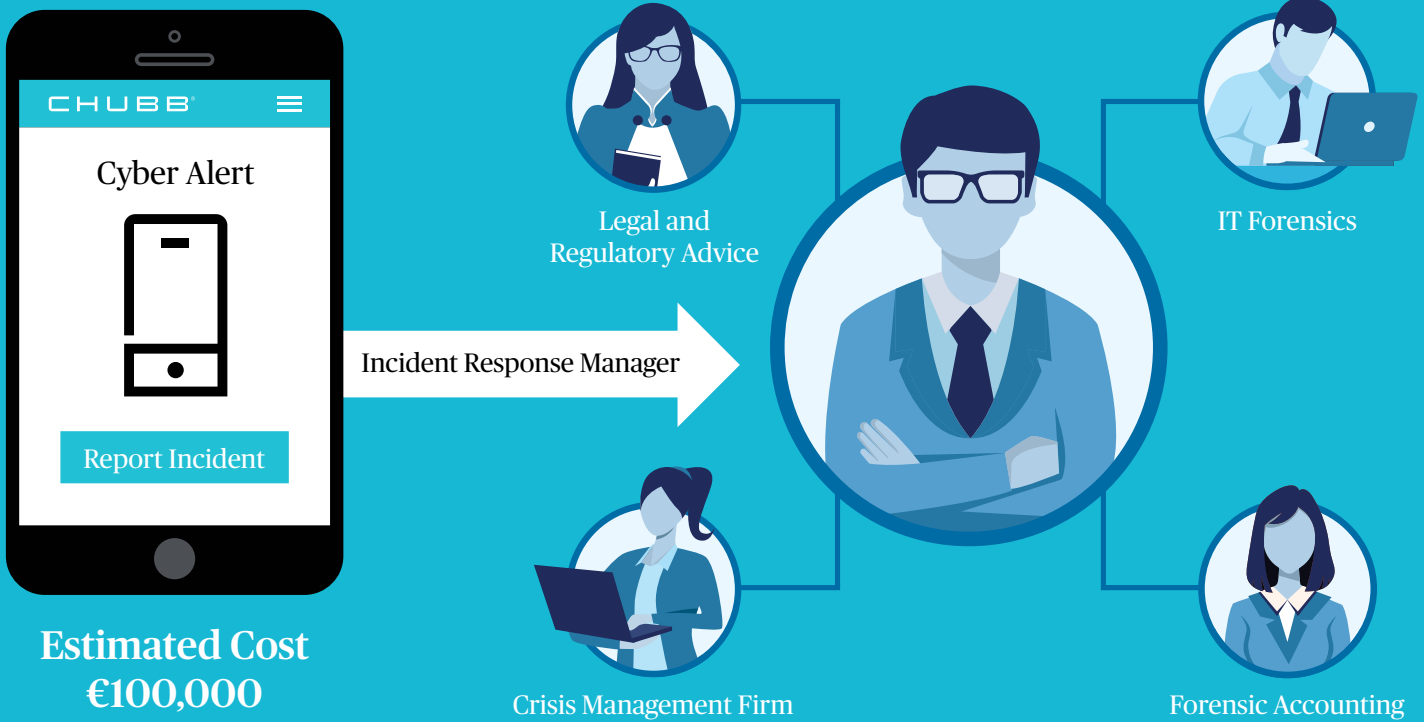 CHUBB®
Cyber Alert
Report Incident
Estimated Cost
€100,000
Incident Response Manager
Legal and
Regulatory Advice
IT Forensics
Crisis Management Firm
Forensic Accounting